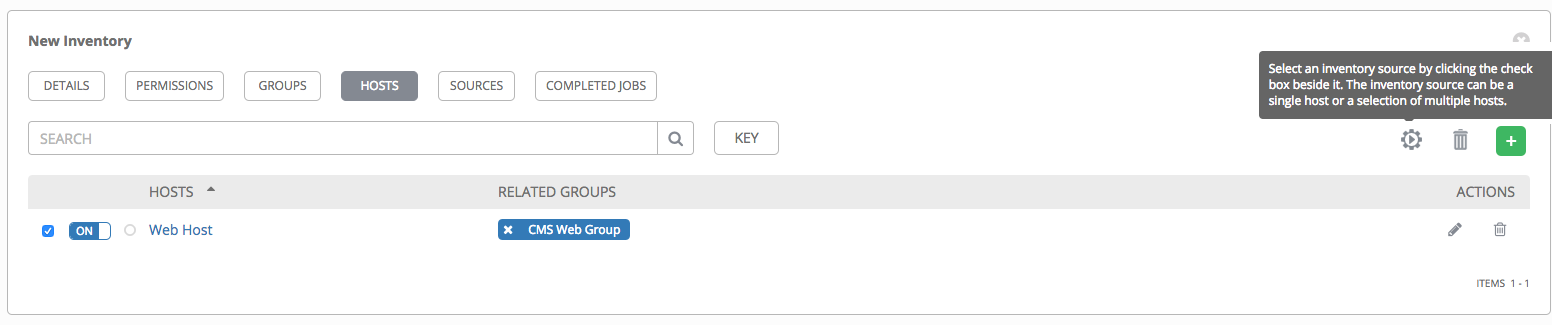 New Inventory
DETAILS PERMISSIONS GROUPS HOSTS SOURCES COMPLETED JOBS
Select an inventory source by clicking the check
box beside it. The inventory source can be a
single host or a selection of multiple hosts.
SEARCH KEY +
HOSTS RELATED GROUPS ACTIONS
ON Web Host CMS Web Group
ITEMS 1 - 1